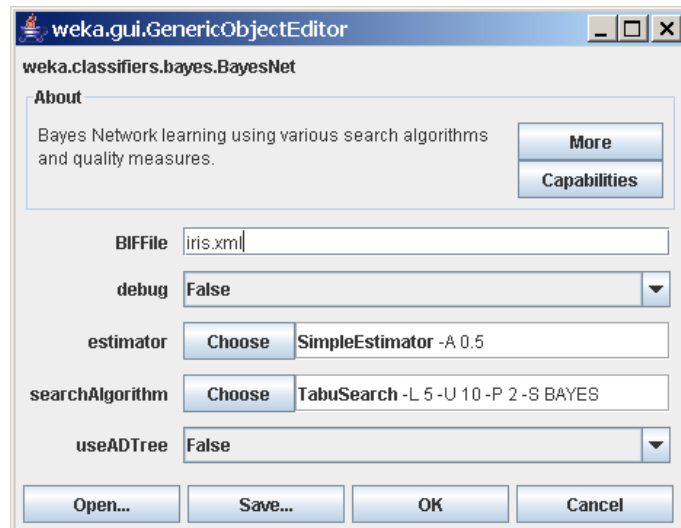 weka.gui.GenericObjectEditor
weka.classifiers.bayes.BayesNet
About
Bayes Network learning using various search algorithms
and quality measures.
More
Capabilities
BIFFile iris.xml
debug False
estimator Choose SimpleEstimator -A 0.5
searchAlgorithm Choose TabuSearch -L 5 -U 10 -P 2 -S BAYES
useADTree False
Open... Save... OK Cancel